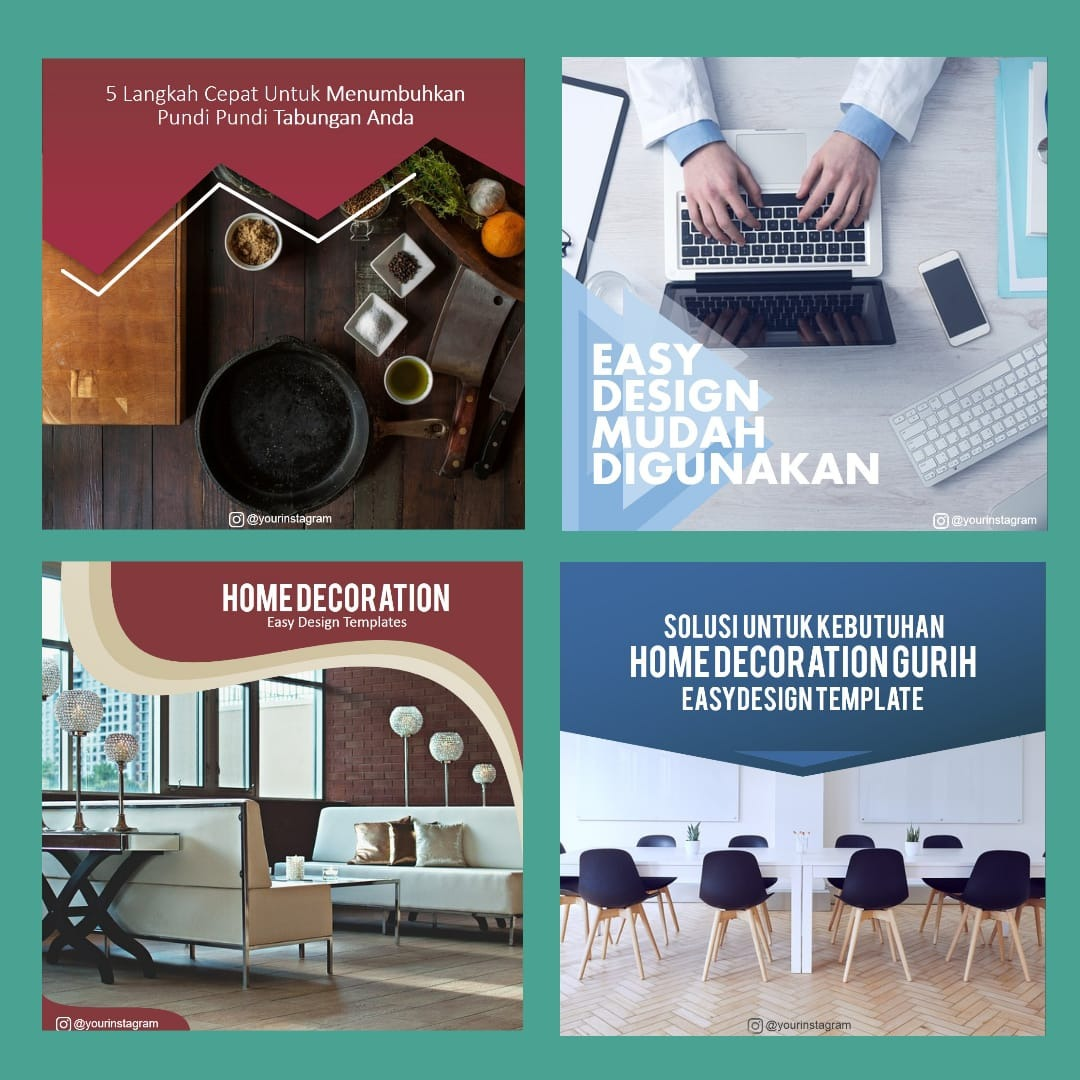 5 Langkah Cepat Untuk Menumbuhkan
Pundi Pundi Tabungan Anda
@yourinstagram
EASY
DESIGN
MUDAH
DIGUNAKAN
@yourinstagram
HOME DECORATION
Easy Design Templates
@yourinstagram
SOLUSI UNTUK KEBUTUHAN
HOME DECORATION GURIH
EASYDESIGN TEMPLATE
@yourinstagram